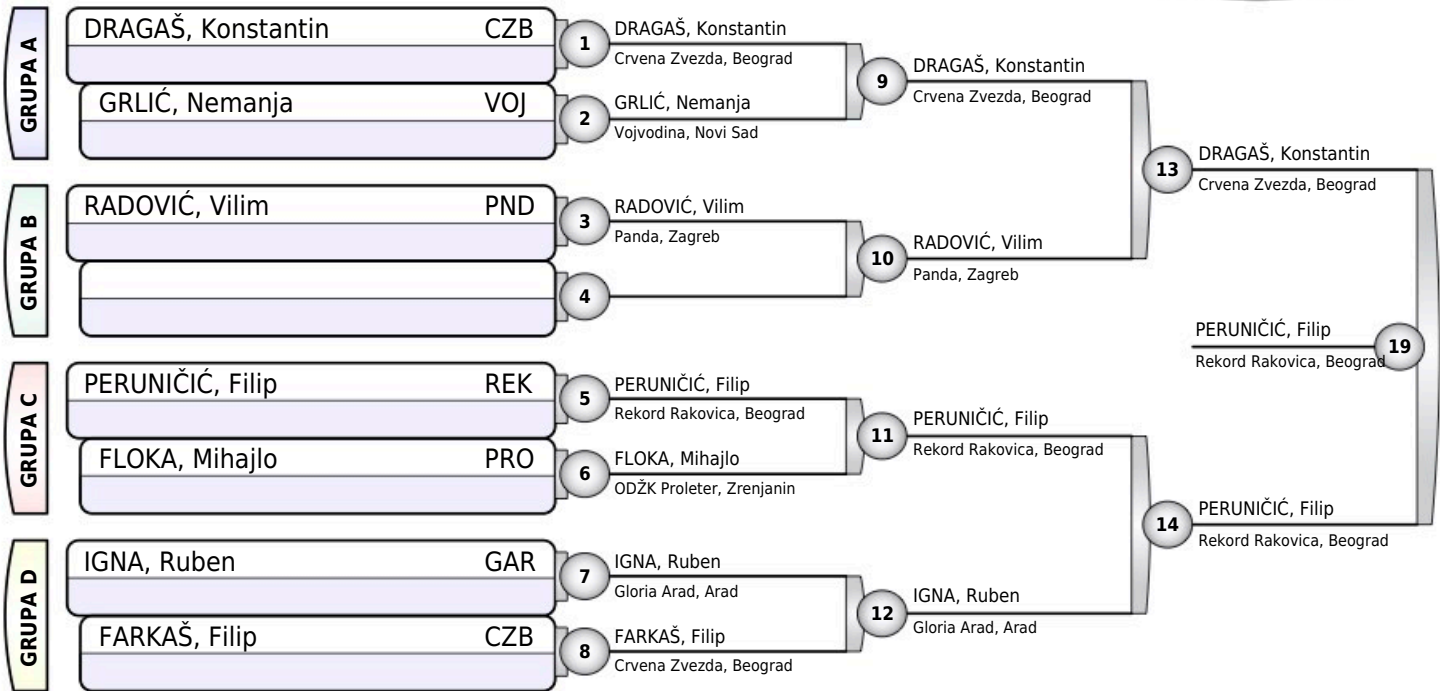 GRUPA A
DRAGAŠ, Konstantin CZB
GRLIĆ, Nemanja VOJ
GRUPA B
RADOVIĆ, Vilim PND
GRUPA C
PERUNIČIĆ, Filip REK
FLOKA, Mihajlo PRO
GRUPA D
IGNA, Ruben GAR
FARKAŠ, Filip CZB
1
DRAGAŠ, Konstantin
Crvena Zvezda, Beograd
2
GRLIĆ, Nemanja
Vojvodina, Novi Sad
3
RADOVIĆ, Vilim
Panda, Zagreb
4
5
PERUNIČIĆ, Filip
Rekord Rakovica, Beograd
6
FLOKA, Mihajlo
ODŽK Proleter, Zrenjanin
7
IGNA, Ruben
Gloria Arad, Arad
8
FARKAŠ, Filip
Crvena Zvezda, Beograd
9
DRAGAŠ, Konstantin
Crvena Zvezda, Beograd
10
RADOVIĆ, Vilim
Panda, Zagreb
11
PERUNIČIĆ, Filip
Rekord Rakovica, Beograd
12
IGNA, Ruben
Gloria Arad, Arad
13
DRAGAŠ, Konstantin
Crvena Zvezda, Beograd
14
PERUNIČIĆ, Filip
Rekord Rakovica, Beograd
PERUNIČIĆ, Filip
Rekord Rakovica, Beograd
19